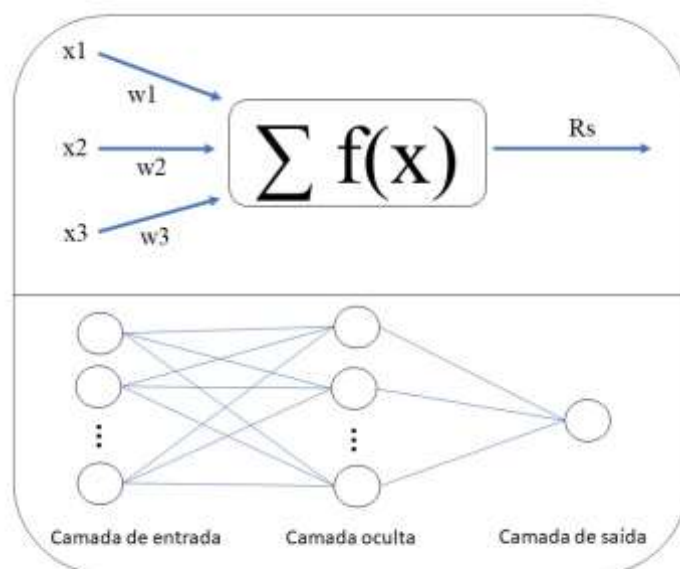 x1
w1
x2
w2
x3
w3
∑ f(x)
Rs
Camada de entrada
Camada oculta
Camada de saída